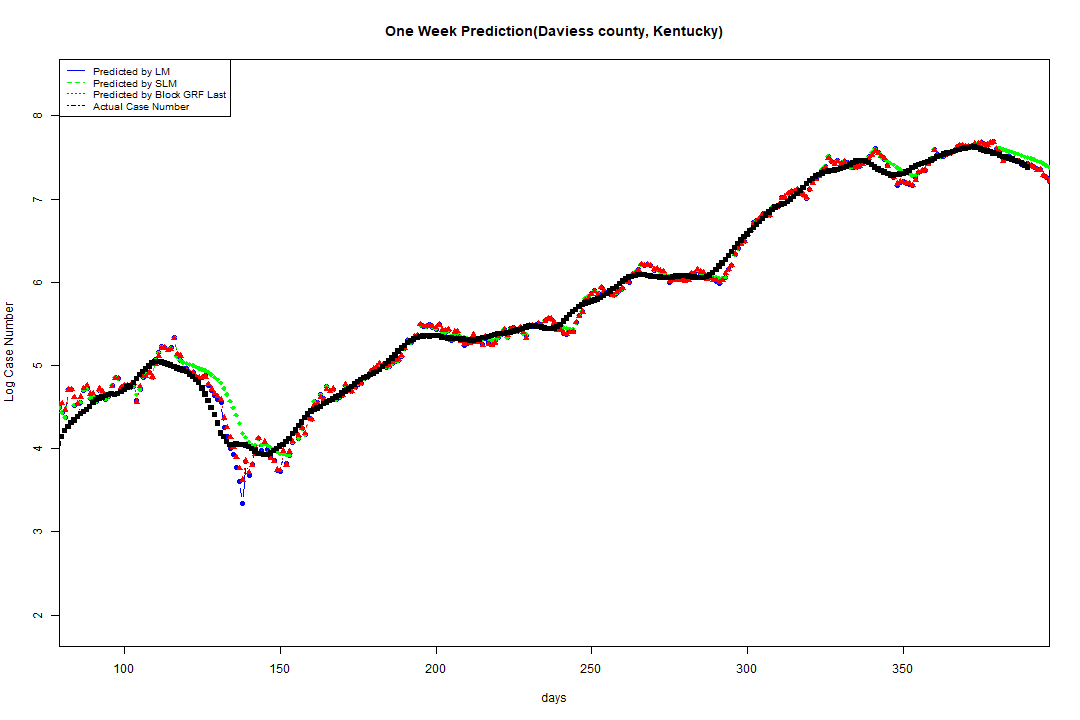 One Week Prediction(Daviess county, Kentucky)
Predicted by LM
Predicted by SLM
Predicted by Block GRF Last
Actual Case Number
8
7
6
5
4
3
2
Log Case Number
100 150 200 250 300 350
days